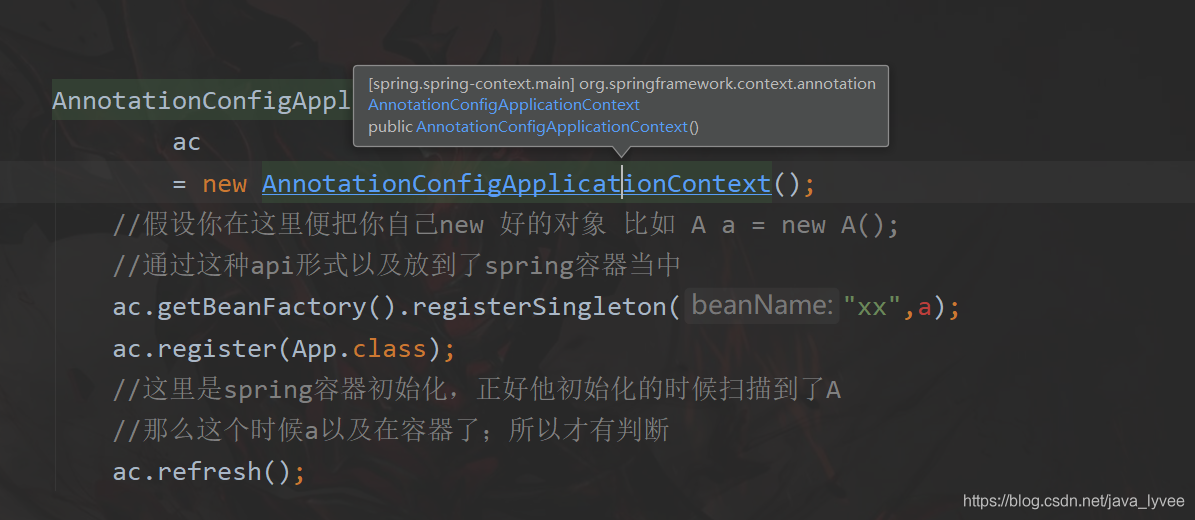 [spring.spring-context.main] org.springframework.context.annotation
AnnotationConfigApplicationContext
public AnnotationConfigApplicationContext()
AnnotationConfigAppl
ac
= new AnnotationConfigApplicationContext();
//假设你在这里便把你自己new 好的对象 比如 A a = new A();
//通过这种api形式以及放到了spring容器当中
ac.getBeanFactory().registerSingleton( beanName: "xx",a);
ac.register(App.class);
//这里是spring容器初始化，正好他初始化的时候扫描到了A
//那么这个时候a以及在容器了；所以才有判断
ac.refresh();
https://blog.csdn.net/java_lyvee